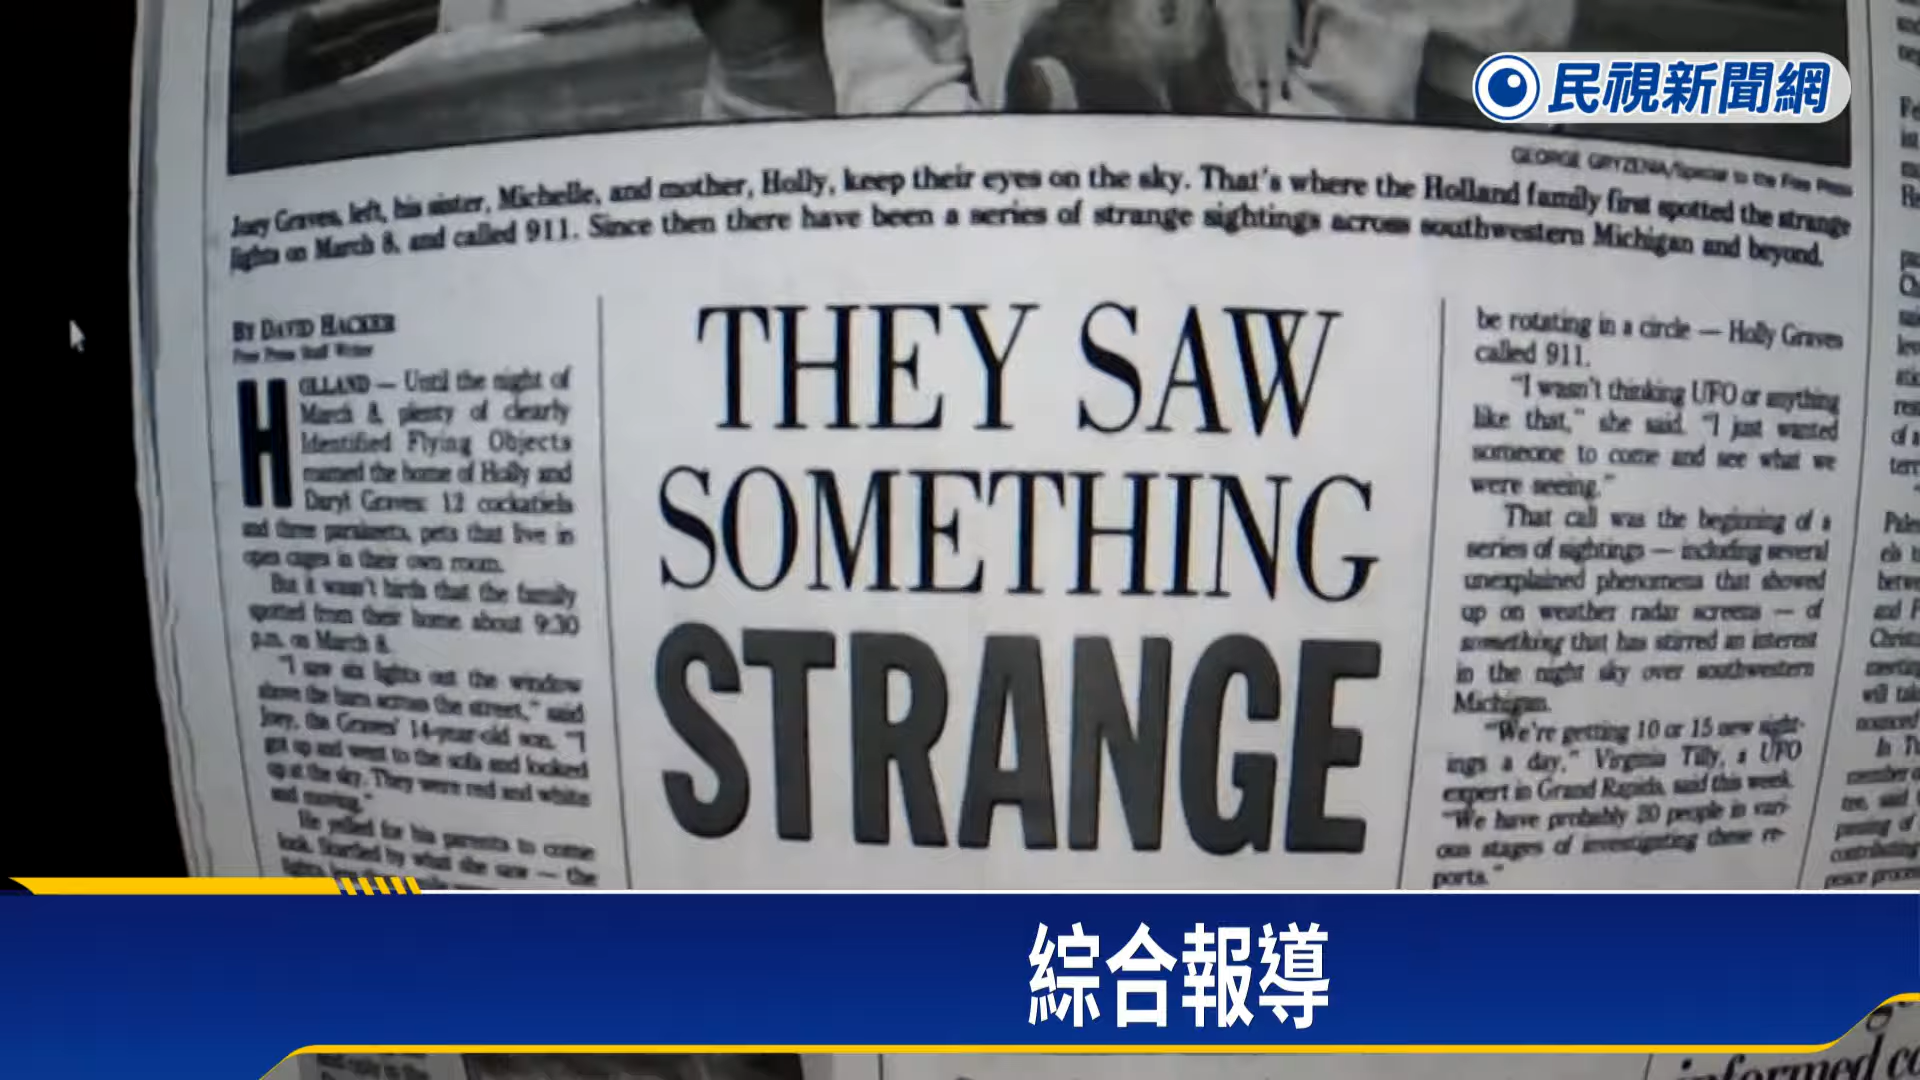 民視新聞網
GEORGE GRYZENIA/Special to the Free Press
Joey Graves, left, his sister, Michelle, and mother, Holly, keep their eyes on the sky. That's where the Holland family first spotted the strange
lights on March 8, and called 911. Since then there have been a series of strange sightings across southwestern Michigan and beyond.
BY DAVID HACKER
Free Press Staff Writer
HOLLAND — Until the night of
March 8, plenty of clearly
Identified Flying Objects
roamed the home of Holly and
Daryl Graves: 12 cockatiels
and three parakeets, pets that live in
open cages in their own room.
But it wasn't birds that the family
spotted from their home about 9:30
p.m. on March 8.
"I saw six lights out the window
above the barn across the street," said
Joey, the Graves' 14-year-old son. "I
got up and went to the sofa and looked
up at the sky. They were red and white
and moving."
He yelled for his parents to come
look. Startled by what she saw — the
THEY SAW
SOMETHING
STRANGE
be rotating in a circle — Holly Graves
called 911.
"I wasn't thinking UFO or anything
like that," she said. "I just wanted
someone to come and see what we
were seeing."
That call was the beginning of a
series of sightings — including several
unexplained phenomena that showed
up on weather radar screens — of
something that has stirred an interest
in the night sky over southwestern
Michigan.
"We're getting 10 or 15 new sight-
ings a day," Virginia Tilly, a UFO
expert in Grand Rapids, said this week.
"We have probably 20 people in vari-
ous stages of investigating these re-
ports."
綜合報導
informed co